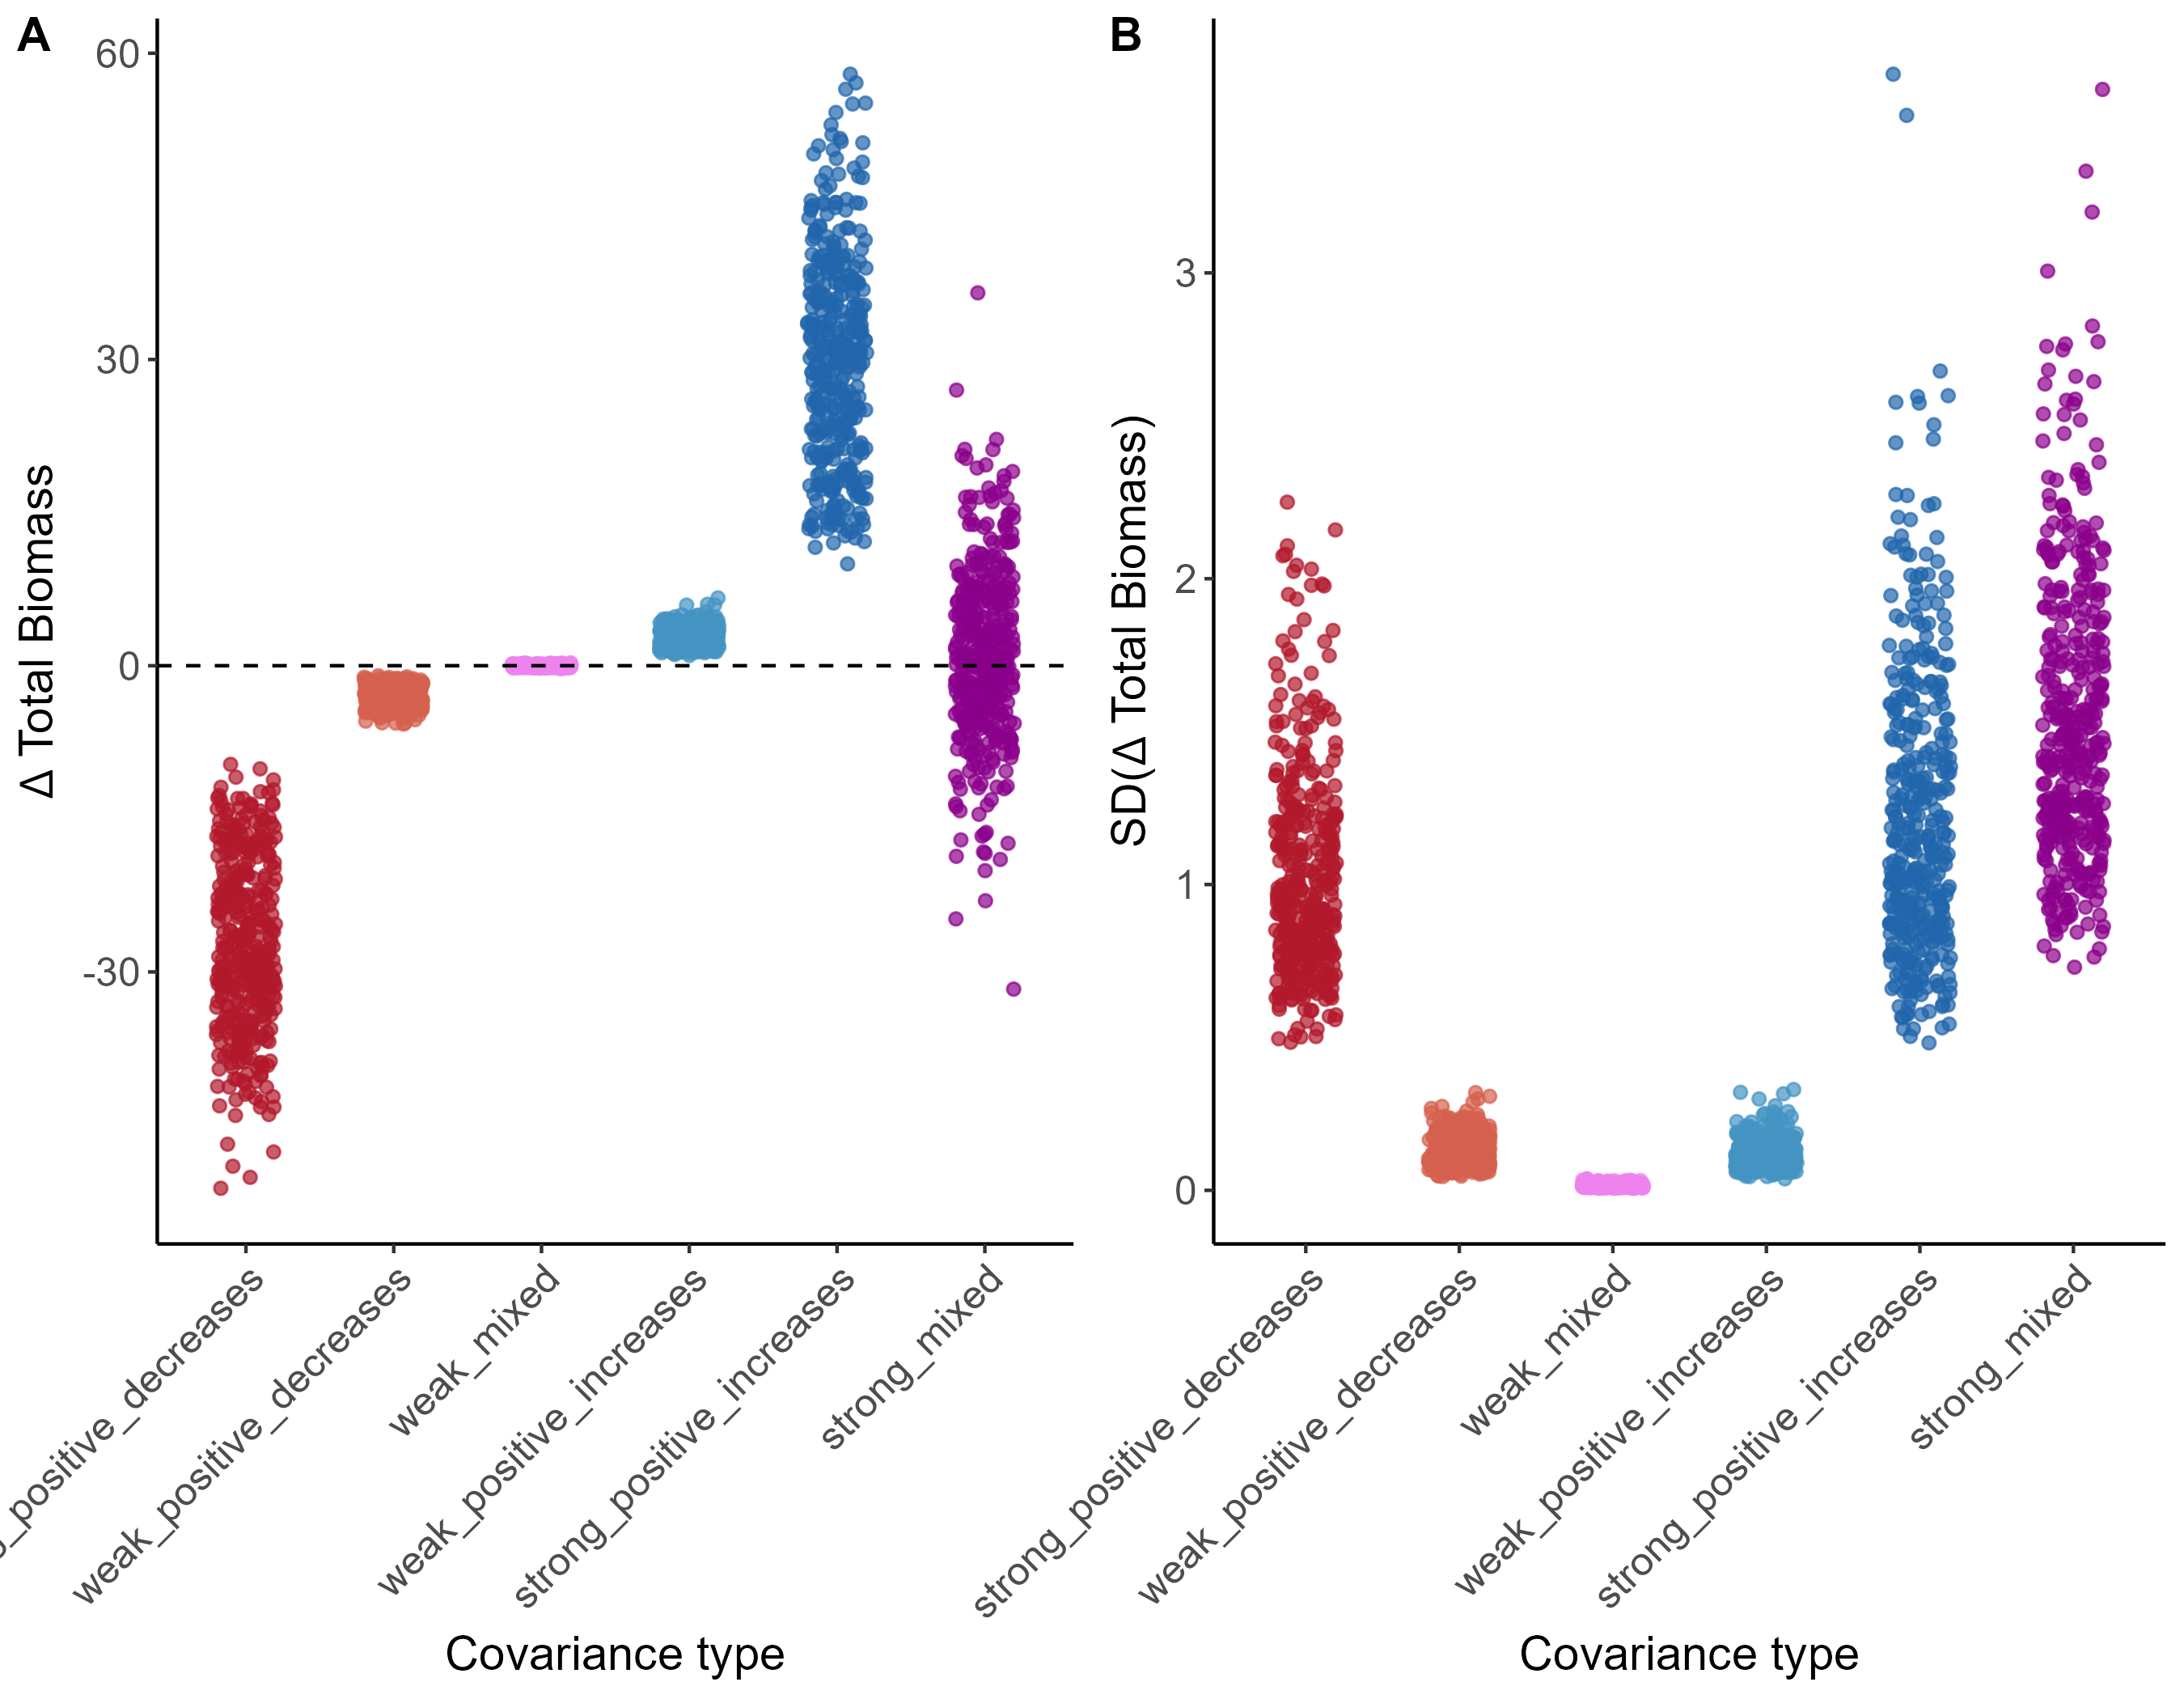 A
60
30
0
-30
Δ Total Biomass
_positive_decreases
weak_positive_decreases
weak_mixed
weak_positive_increases
strong_positive_increases
strong_mixed
Covariance type
B
3
2
1
0
SD(Δ Total Biomass)
strong_positive_decreases
weak_positive_decreases
weak_mixed
weak_positive_increases
strong_positive_increases
strong_mixed
Covariance type